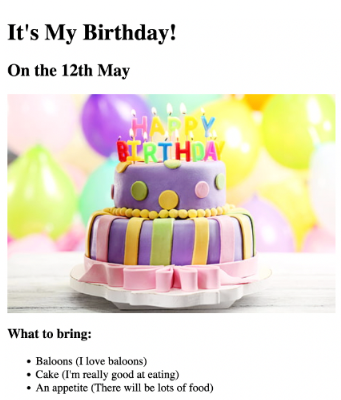 It's My Birthday!
On the 12th May
HAPPY
BIRTHDAY
What to bring:
Baloons (I love baloons)
Cake (I'm really good at eating)
An appetite (There will be lots of food)